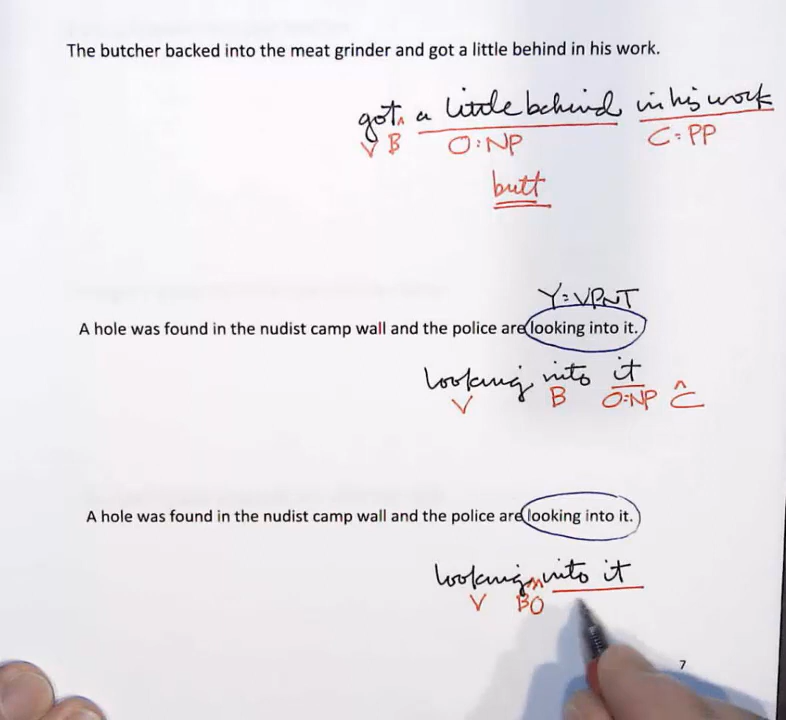 The butcher backed into the meat grinder and got a little behind in his work.
got ^ a little behind in his work
V B O:NP C:PP
butt
Y=VPNT
A hole was found in the nudist camp wall and the police are looking into it.
looking into it
V B O:NP ^C
A hole was found in the nudist camp wall and the police are looking into it.
looking ^^ into it
V BO
7